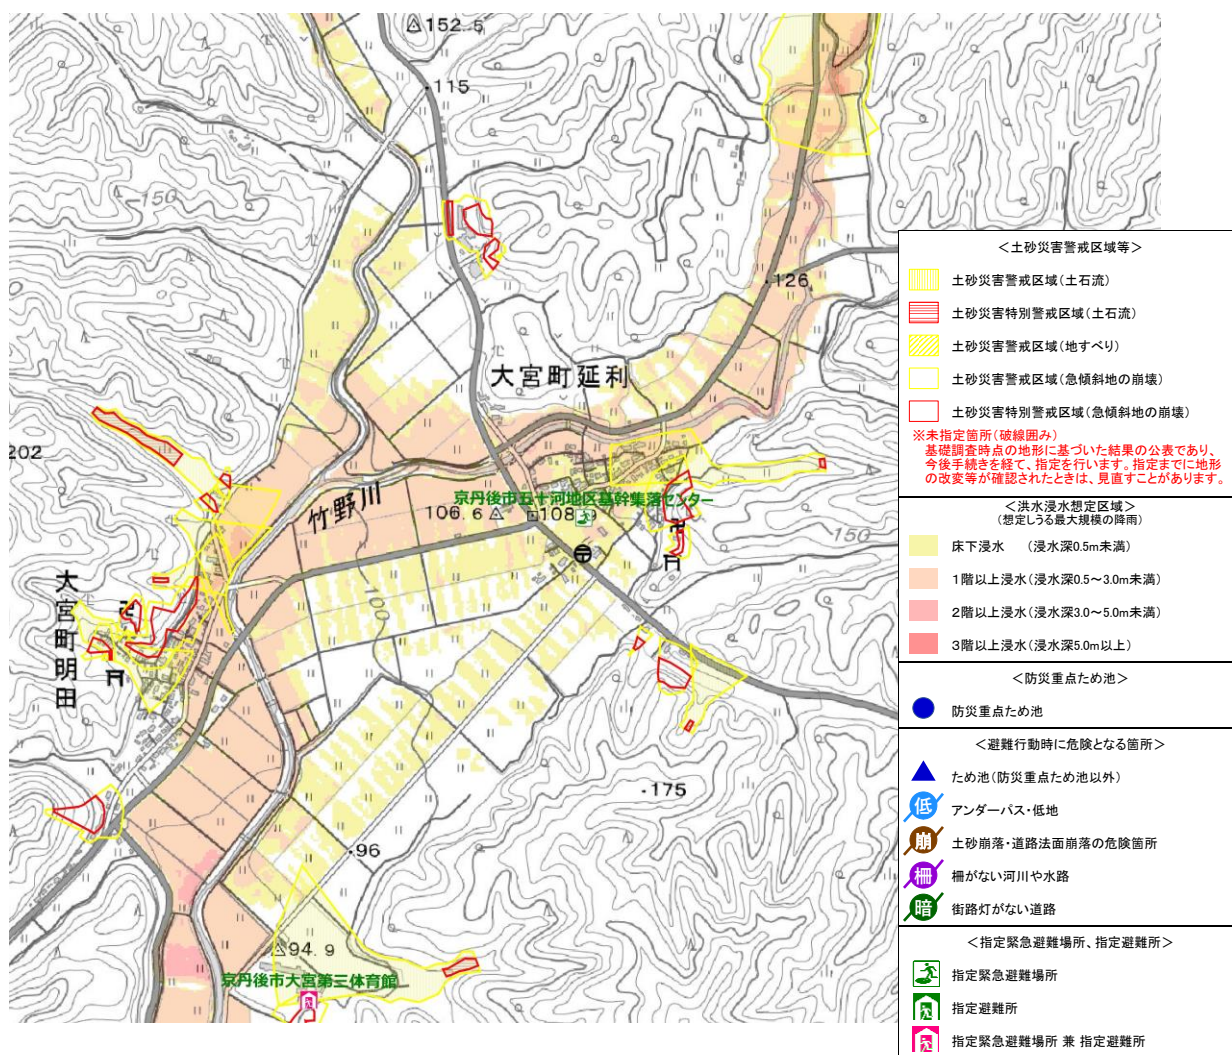 152.5
115
150
126
大宮町延利
202
竹野川
京丹後市五十河地区基幹集落センター
106.6
108
150
100
大宮町明田
175
96
94.9
京丹後市大宮第三体育館
＜土砂災害警戒区域等＞
土砂災害警戒区域(土石流)
土砂災害特別警戒区域(土石流)
土砂災害警戒区域(地すべり)
土砂災害警戒区域(急傾斜地の崩壊)
土砂災害特別警戒区域(急傾斜地の崩壊)
※未指定箇所(破線囲み)
基礎調査時点の地形に基づいた結果の公表であり、
今後手続きを経て、指定を行います。指定までに地形
の改変等が確認されたときは、見直すことがあります。
＜洪水浸水想定区域＞
(想定しうる最大規模の降雨)
床下浸水 (浸水深0.5m未満)
1階以上浸水(浸水深0.5～3.0m未満)
2階以上浸水(浸水深3.0～5.0m未満)
3階以上浸水(浸水深5.0m以上)
＜防災重点ため池＞
防災重点ため池
＜避難行動時に危険となる箇所＞
ため池(防災重点ため池以外)
低 アンダーパス・低地
崩 土砂崩落・道路法面崩落の危険箇所
柵 柵がない河川や水路
暗 街路灯がない道路
＜指定緊急避難場所、指定避難所＞
指定緊急避難場所
指定避難所
指定緊急避難場所 兼 指定避難所